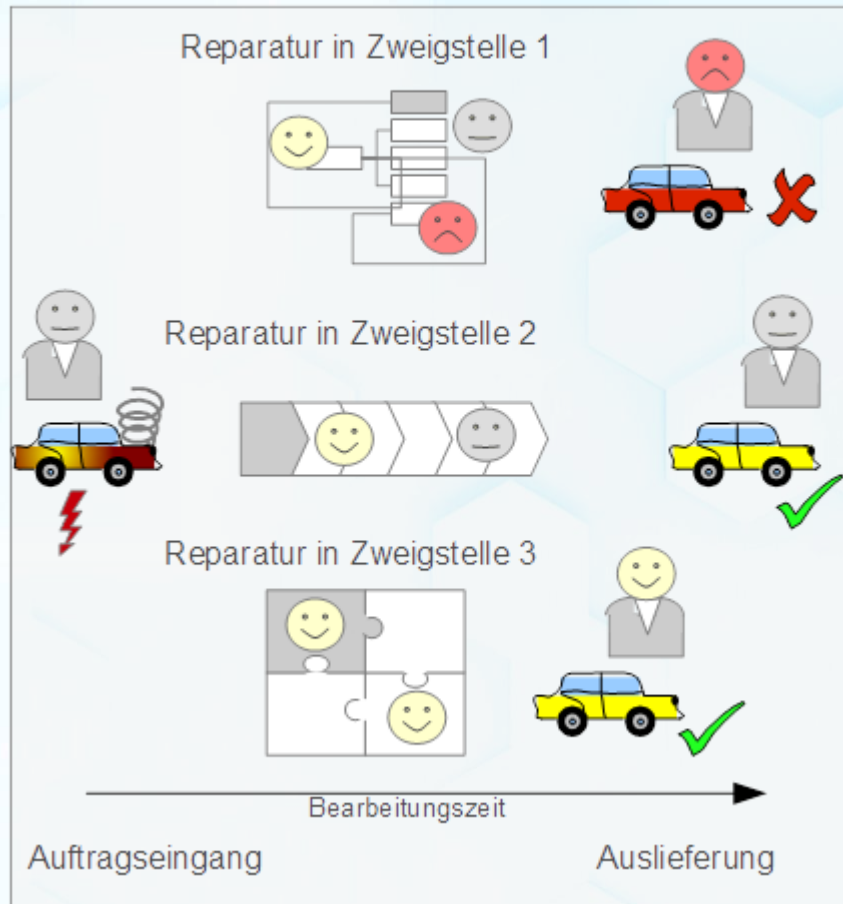 Reparatur in Zweigstelle 1
Reparatur in Zweigstelle 2
Reparatur in Zweigstelle 3
Bearbeitungszeit
Auftragseingang
Auslieferung